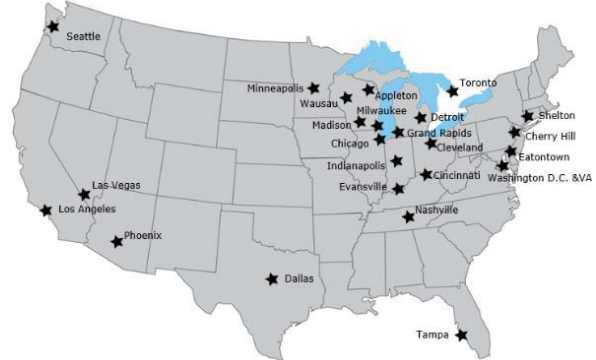 Seattle
Toronto
Minneapolis
Appleton
Wausau
Milwaukee
Detroit
Shelton
Madison
Grand Rapids
Cherry Hill
Chicago
Cleveland
Eatontown
Indianapolis
Cincinnati
Washington D.C. &VA
Las Vegas
Evansville
Los Angeles
Nashville
Phoenix
Dallas
Tampa